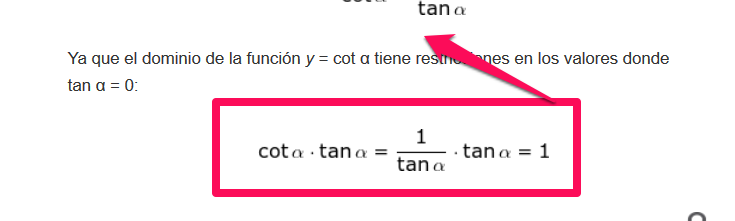 tan α
Ya que el dominio de la función y = cot α tiene restricciones en los valores donde
tan α = 0:
cot α · tan α = 1/tan α · tan α = 1